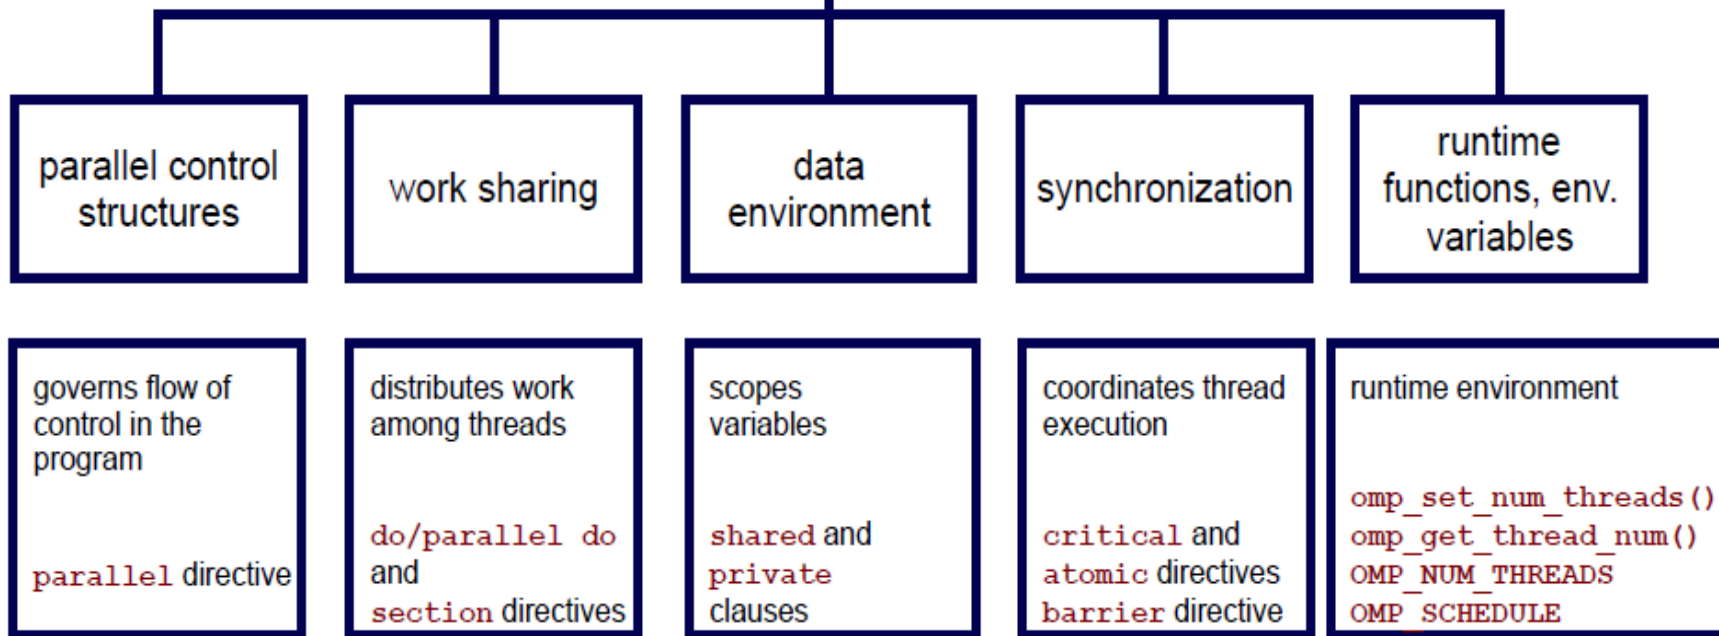 parallel control
structures
work sharing
data
environment
synchronization
runtime
functions, env.
variables
governs flow of
control in the
program
parallel directive
distributes work
among threads
do/parallel do
and
section directives
scopes
variables
shared and
private
clauses
coordinates thread
execution
critical and
atomic directives
barrier directive
runtime environment
omp_set_num_threads()
omp_get_thread_num()
OMP_NUM_THREADS
OMP_SCHEDULE